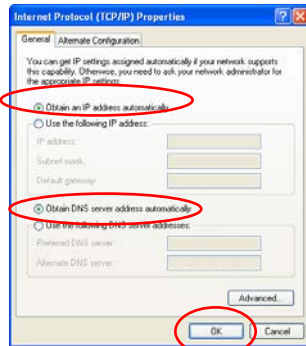 Internet Protocol (TCP/IP) Properties
General
Alternate Configuration
You can get IP settings assigned automatically if your network supports
this capability. Otherwise, you need to ask your network administrator for
the appropriate IP settings.
Obtain an IP address automatically
Use the following IP address:
IP address:
Subnet mask:
Default gateway:
Obtain DNS server address automatically
Use the following DNS server addresses:
Preferred DNS server:
Alternate DNS server:
Advanced...
OK
Cancel